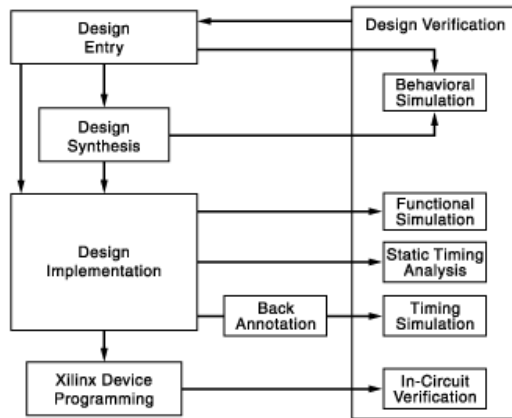 Design
Entry
Design Verification
Behavioral
Simulation
Design
Synthesis
Functional
Simulation
Design
Implementation
Static Timing
Analysis
Back
Annotation
Timing
Simulation
Xilinx Device
Programming
In-Circuit
Verification